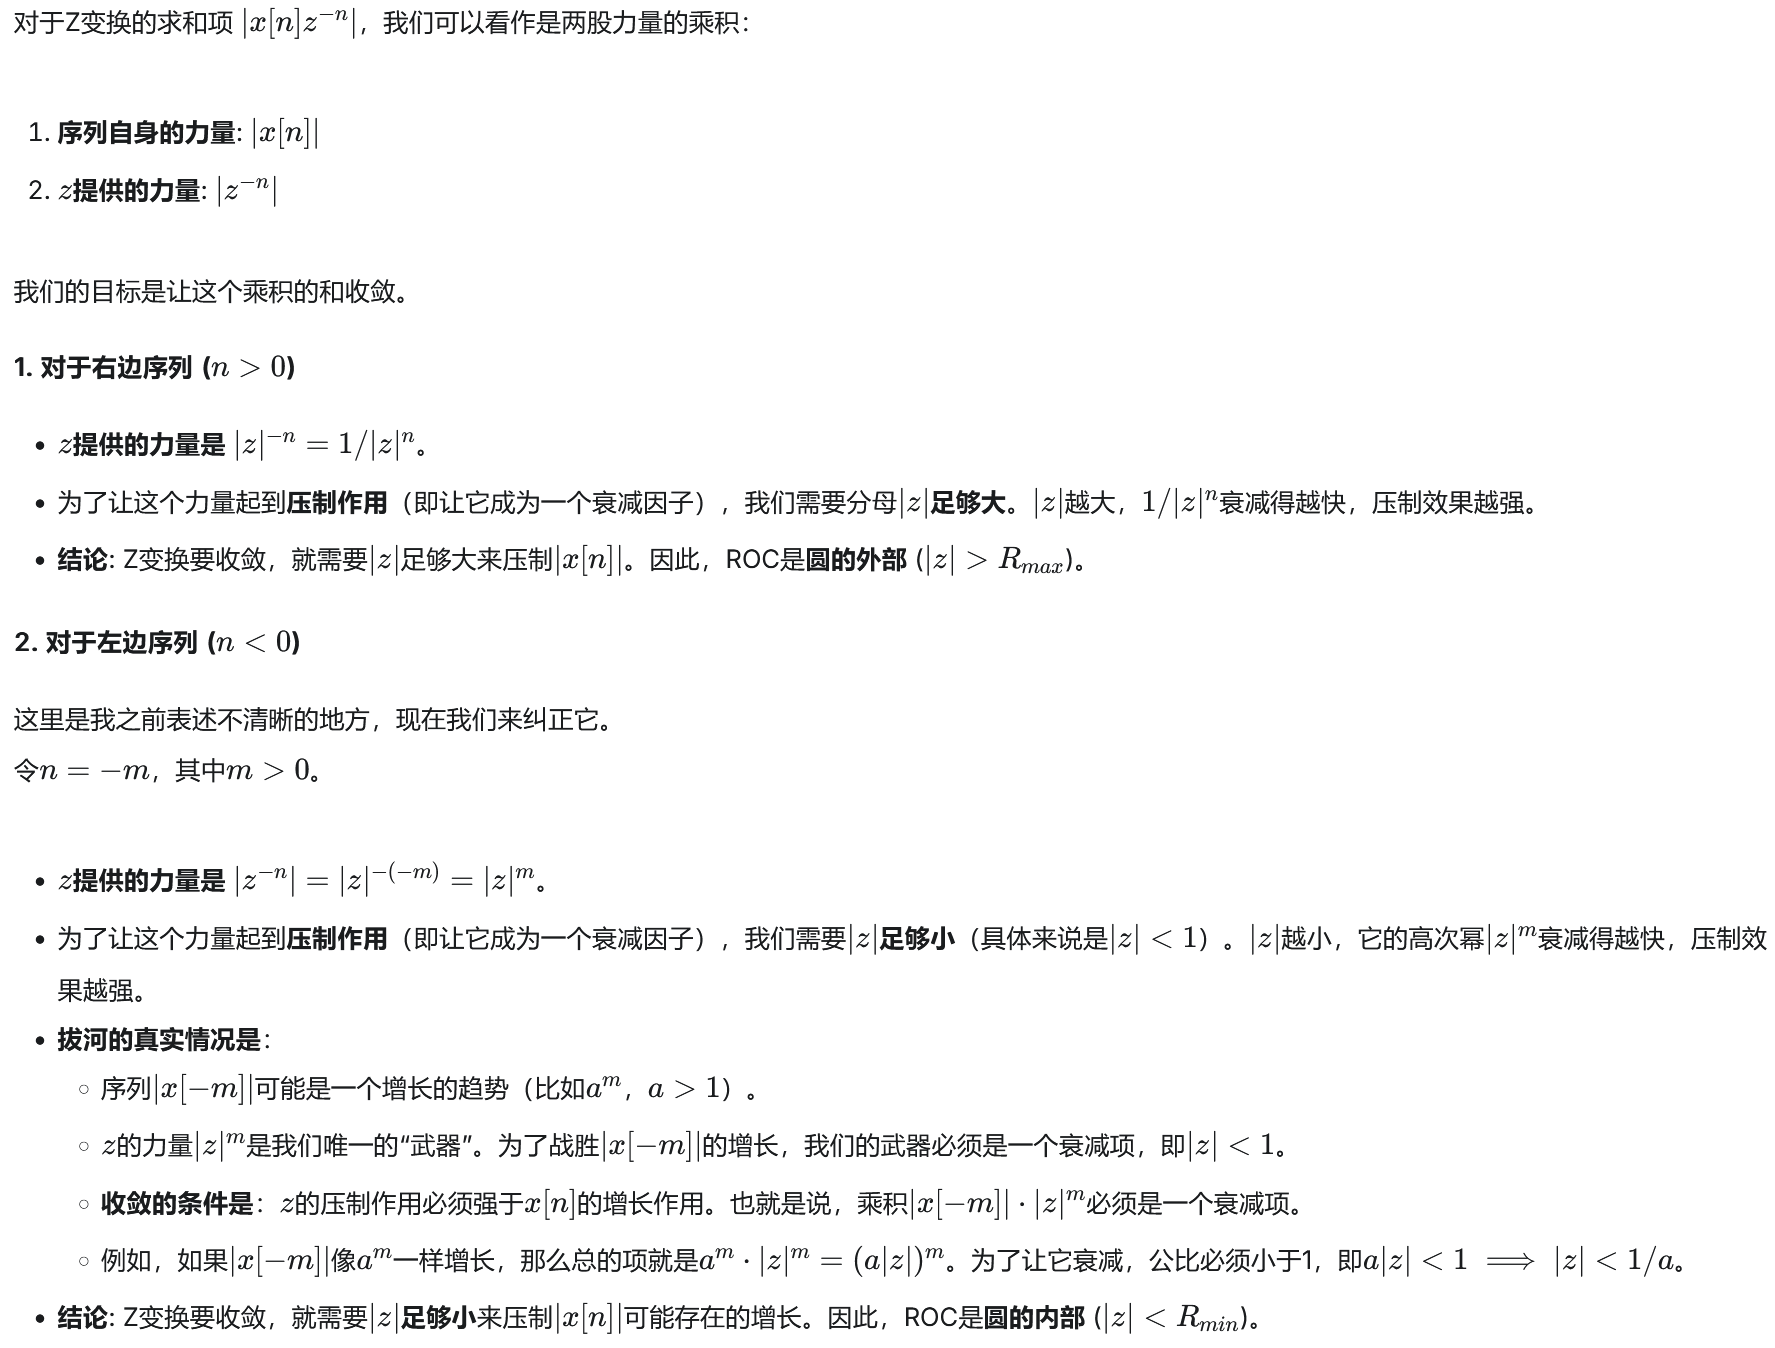 对于Z变换的求和项 |x[n]z⁻ⁿ|，我们可以看作是两股力量的乘积：
1. 序列自身的力量: |x[n]|
2. z提供的力量: |z⁻ⁿ|
我们的目标是让这个乘积的和收敛。
1. 对于右边序列 (n > 0)
• z提供的力量是 |z|⁻ⁿ = 1/|z|ⁿ。
• 为了让这个力量起到压制作用（即让它成为一个衰减因子），我们需要分母|z|足够大。|z|越大，1/|z|ⁿ衰减得越快，压制效果越强。
• 结论: Z变换要收敛，就需要|z|足够大来压制|x[n]|。因此，ROC是圆的外部 (|z| > R_{max})。
2. 对于左边序列 (n < 0)
这里是我之前表述不清晰的地方，现在我们来纠正它。
令n = −m，其中m > 0。
• z提供的力量是 |z⁻ⁿ| = |z|^{−(−m)} = |z|^m。
• 为了让这个力量起到压制作用（即让它成为一个衰减因子），我们需要|z|足够小（具体来说是|z| < 1）。|z|越小，它的高次幂|z|^m衰减得越快，压制效
果越强。
• 拔河的真实情况是：
◦ 序列|x[−m]|可能是一个增长的趋势（比如a^m，a > 1）。
◦ z的力量|z|^m是我们唯一的“武器”。为了战胜|x[−m]|的增长，我们的武器必须是一个衰减项，即|z| < 1。
◦ 收敛的条件是：z的压制作用必须强于x[n]的增长作用。也就是说，乘积|x[−m]| · |z|^m必须是一个衰减项。
◦ 例如，如果|x[−m]|像a^m一样增长，那么总的项就是a^m · |z|^m = (a|z|)^m。为了让它衰减，公比必须小于1，即a|z| < 1 ⟹ |z| < 1/a。
• 结论: Z变换要收敛，就需要|z|足够小来压制|x[n]|可能存在的增长。因此，ROC是圆的内部 (|z| < R_{min})。